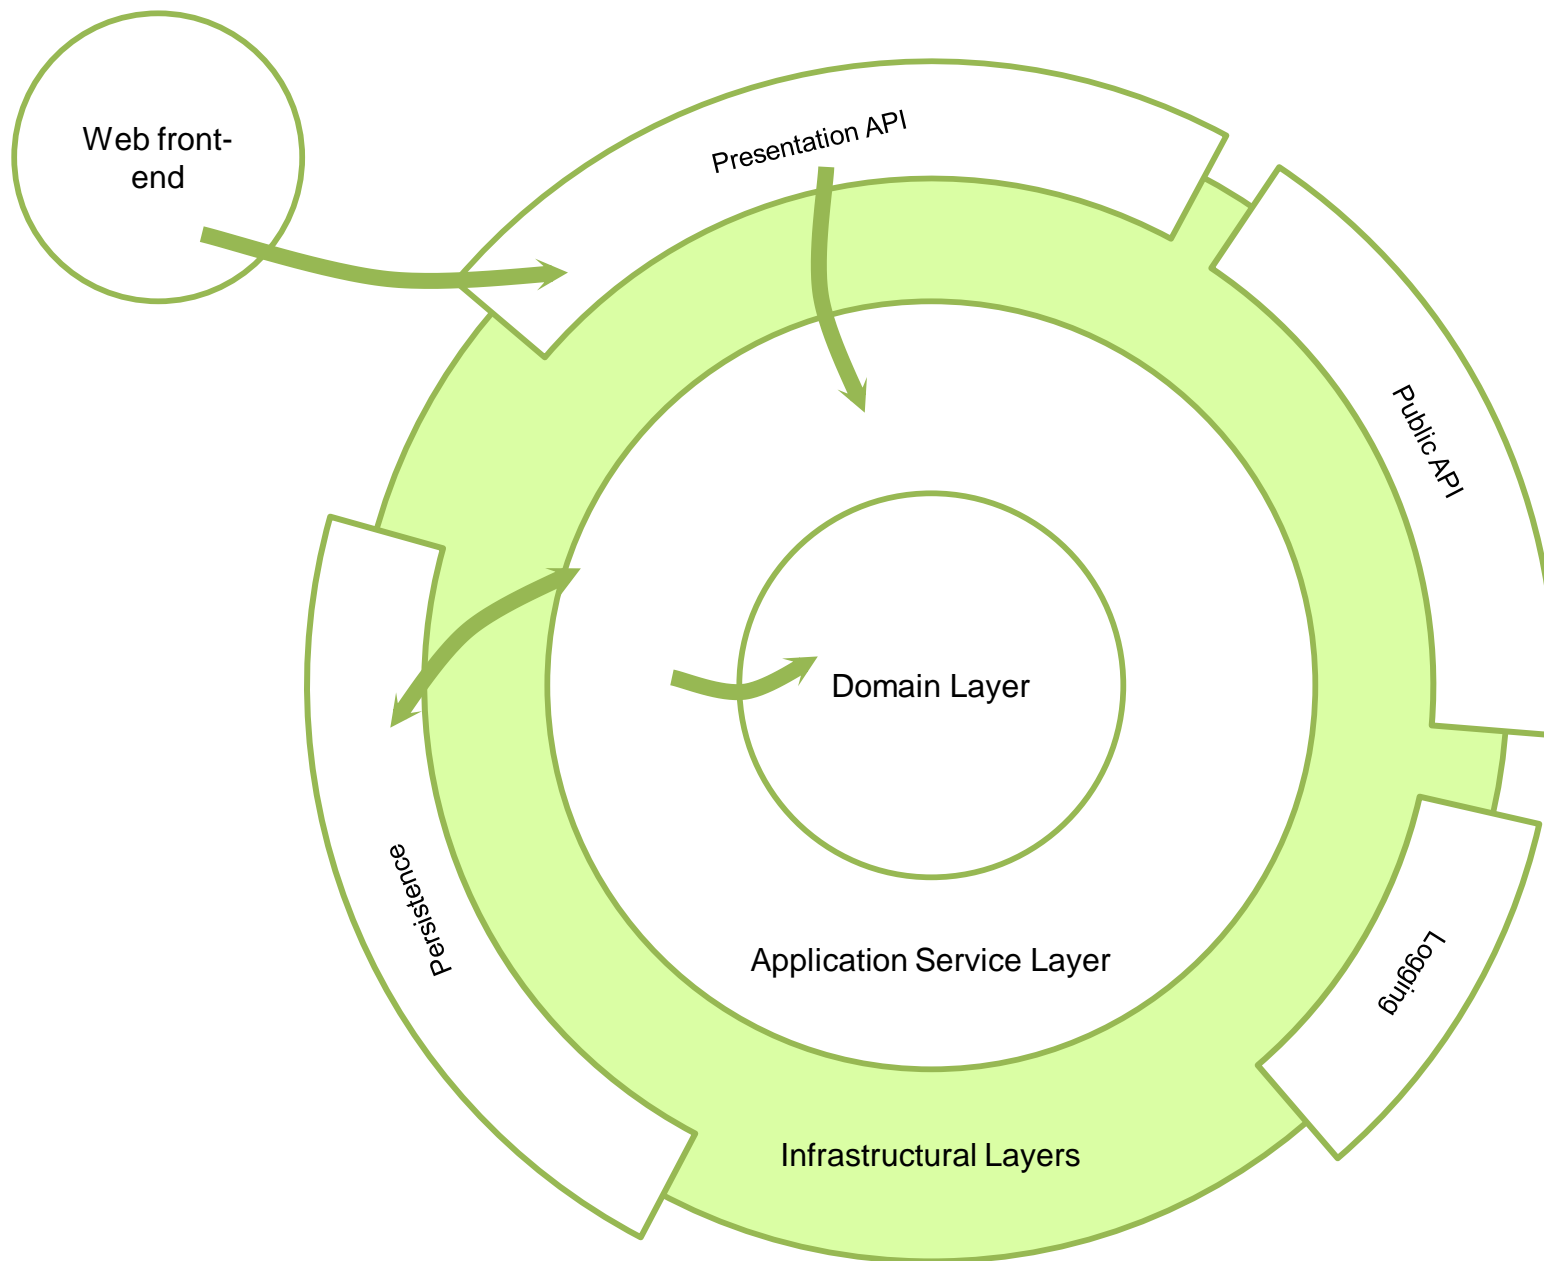 Web front-
end
Presentation API
Public API
Domain Layer
Persistence
Application Service Layer
Logging
Infrastructural Layers